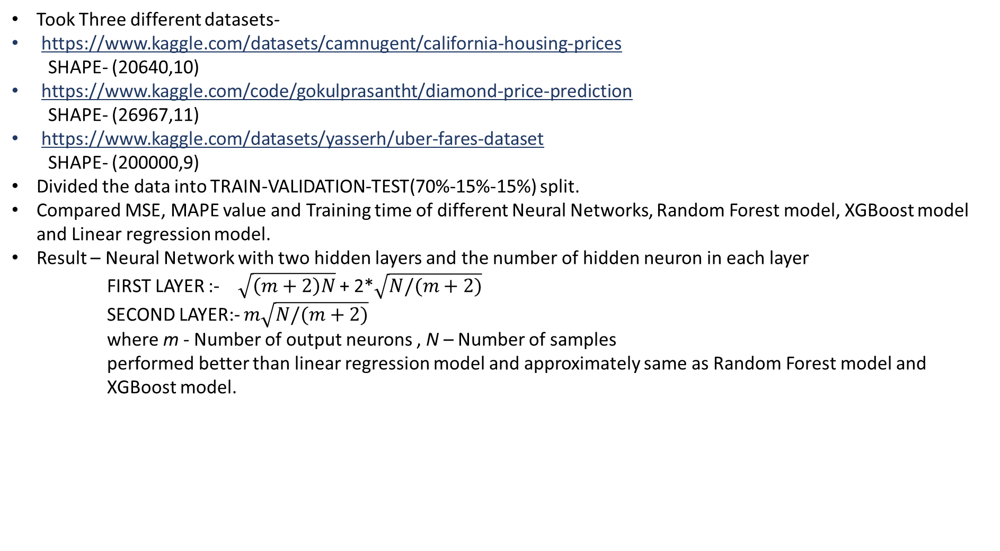 • Took Three different datasets-
• https://www.kaggle.com/datasets/camnugent/california-housing-prices
SHAPE- (20640,10)
• https://www.kaggle.com/code/gokulprasantht/diamond-price-prediction
SHAPE- (26967,11)
• https://www.kaggle.com/datasets/yasserh/uber-fares-dataset
SHAPE- (200000,9)
• Divided the data into TRAIN-VALIDATION-TEST(70%-15%-15%) split.
• Compared MSE, MAPE value and Training time of different Neural Networks, Random Forest model, XGBoost model
and Linear regression model.
• Result – Neural Network with two hidden layers and the number of hidden neuron in each layer
FIRST LAYER :- √(m + 2)N + 2*√N/(m + 2)
SECOND LAYER:- m√N/(m + 2)
where m - Number of output neurons , N – Number of samples
performed better than linear regression model and approximately same as Random Forest model and
XGBoost model.